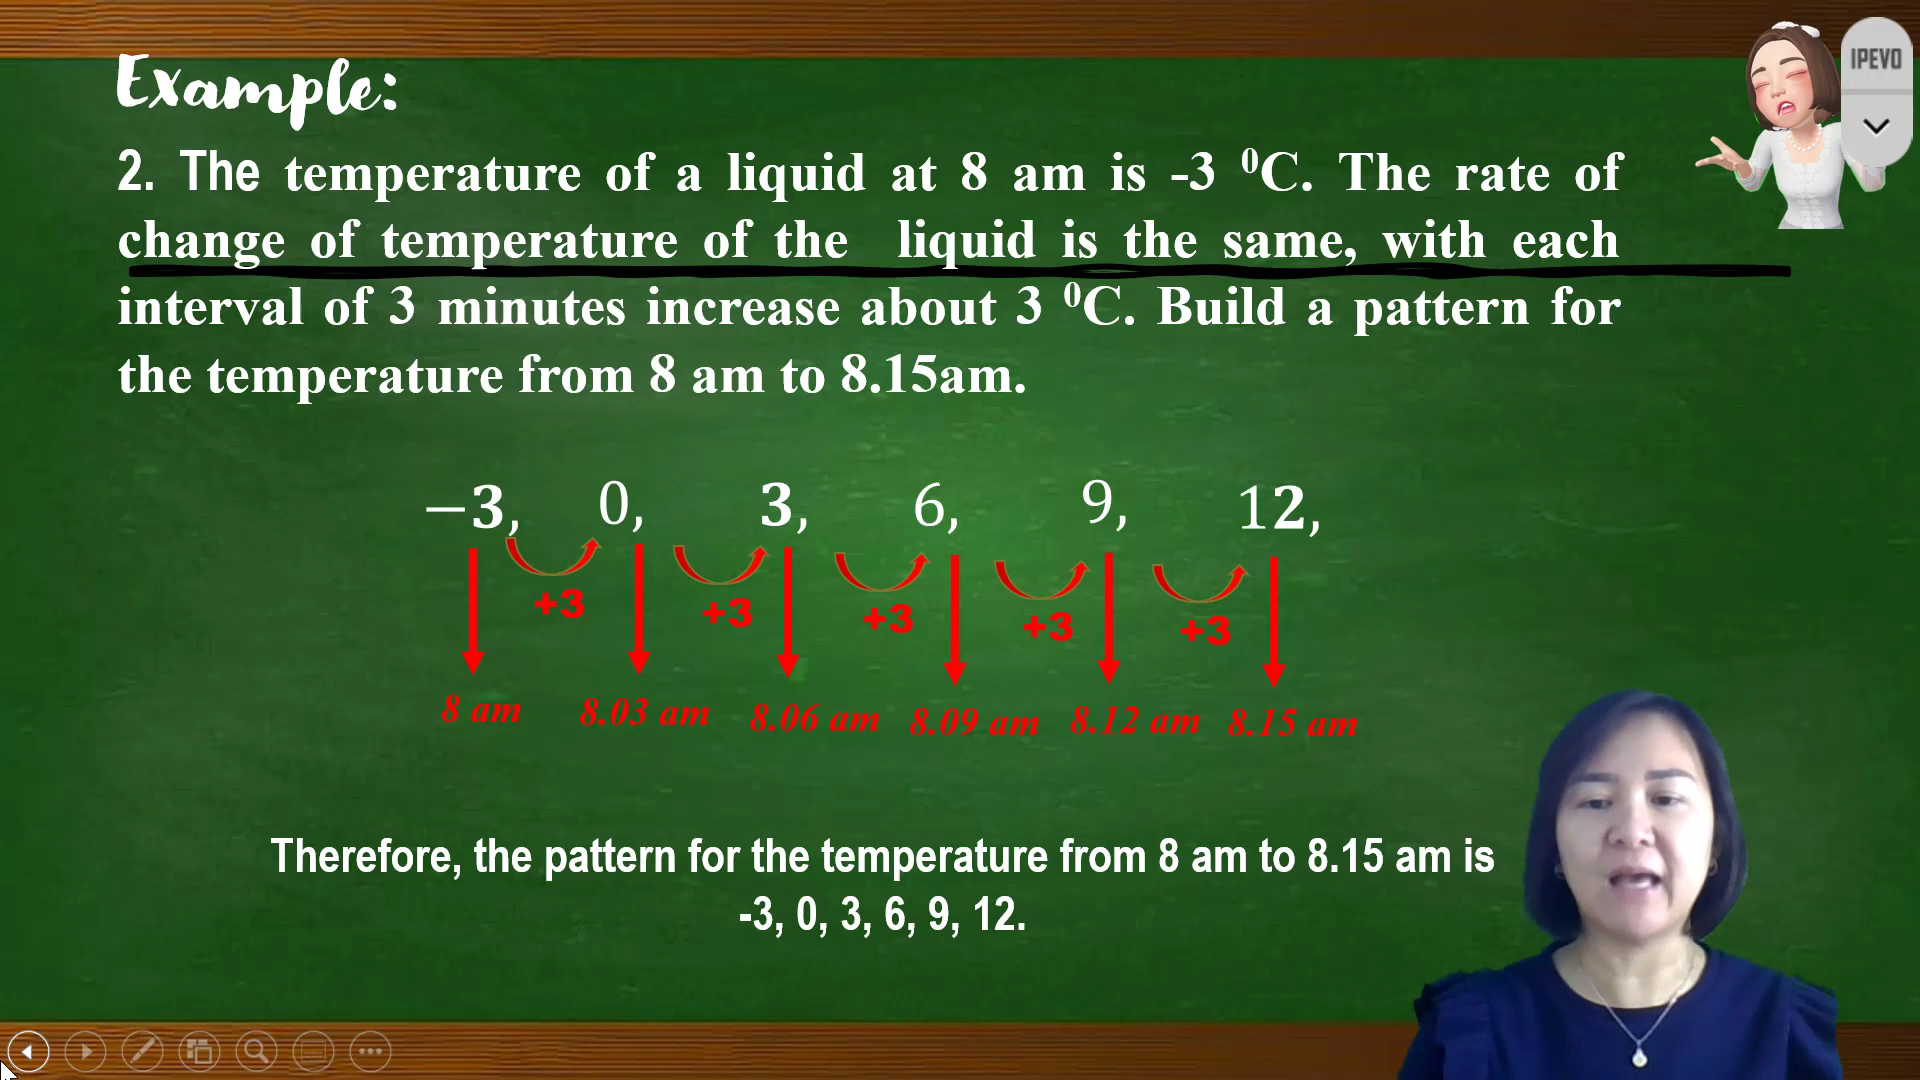 Example:
IPEVO
2. The temperature of a liquid at 8 am is -3 ⁰C. The rate of
change of temperature of the liquid is the same, with each
interval of 3 minutes increase about 3 ⁰C. Build a pattern for
the temperature from 8 am to 8.15am.
−3, 0, 3, 6, 9, 12,
+3 +3 +3 +3 +3
8 am 8.03 am 8.06 am 8.09 am 8.12 am 8.15 am
Therefore, the pattern for the temperature from 8 am to 8.15 am is
-3, 0, 3, 6, 9, 12.